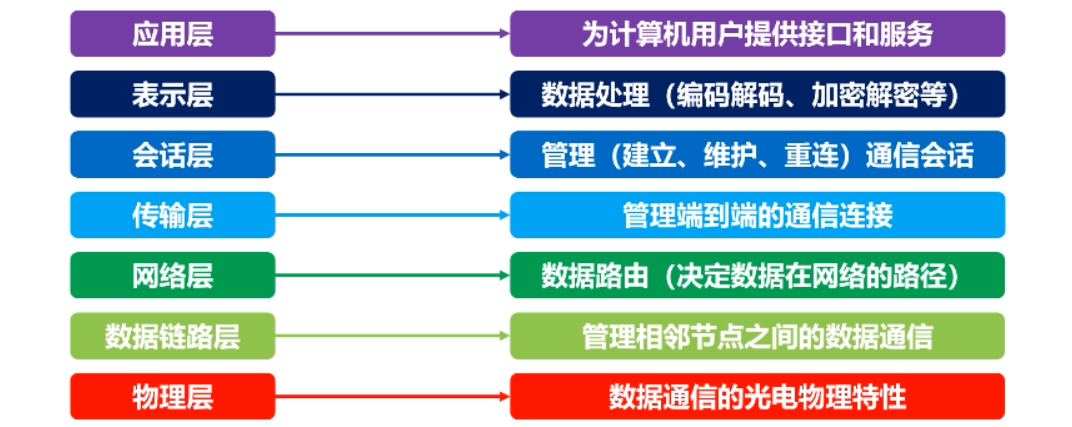 应用层
为计算机用户提供接口和服务
表示层
数据处理（编码解码、加密解密等）
会话层
管理（建立、维护、重连）通信会话
传输层
管理端到端的通信连接
网络层
数据路由（决定数据在网络的路径）
数据链路层
管理相邻节点之间的数据通信
物理层
数据通信的光电物理特性